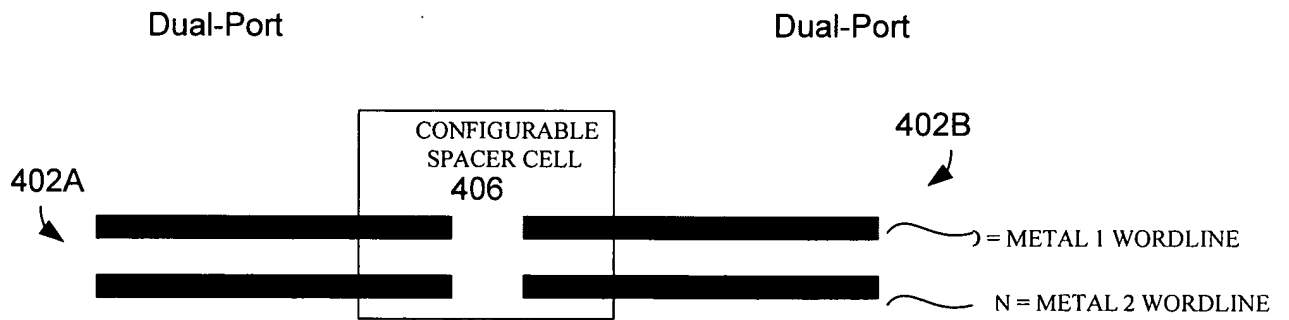 Dual-Port
Dual-Port
CONFIGURABLE
SPACER CELL
406
402A
402B
= METAL 1 WORDLINE
N = METAL 2 WORDLINE